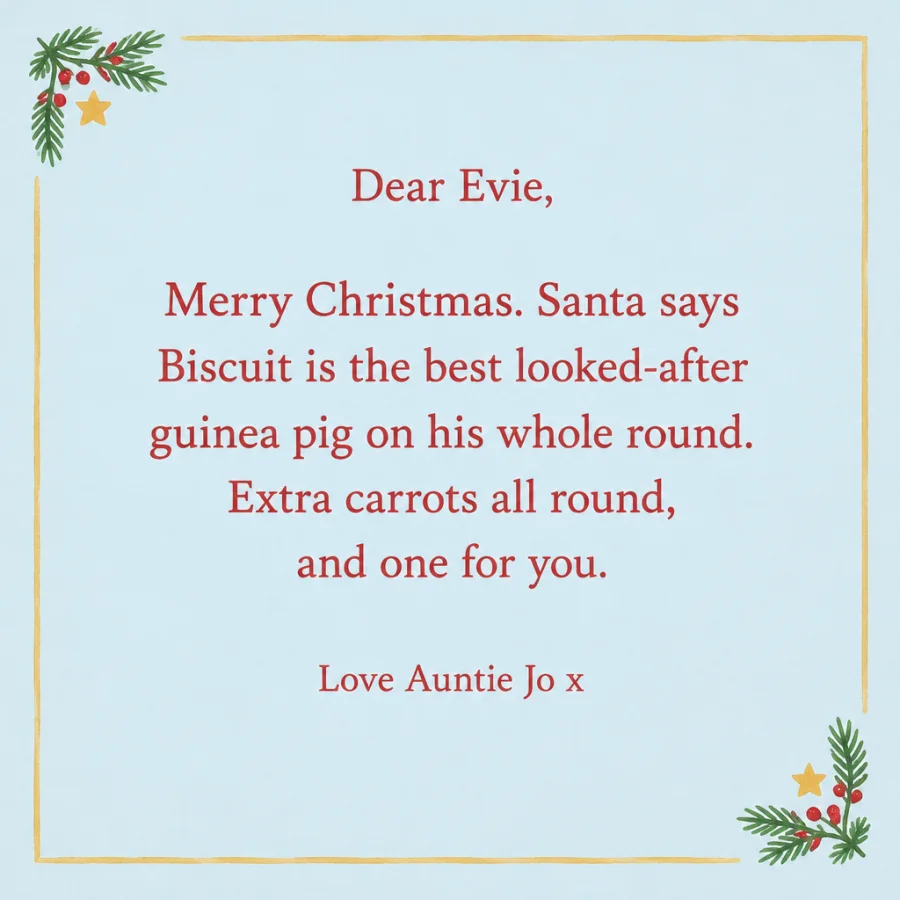 Dear Evie,
Merry Christmas. Santa says
Biscuit is the best looked-after
guinea pig on his whole round.
Extra carrots all round,
and one for you.
Love Auntie Jo x